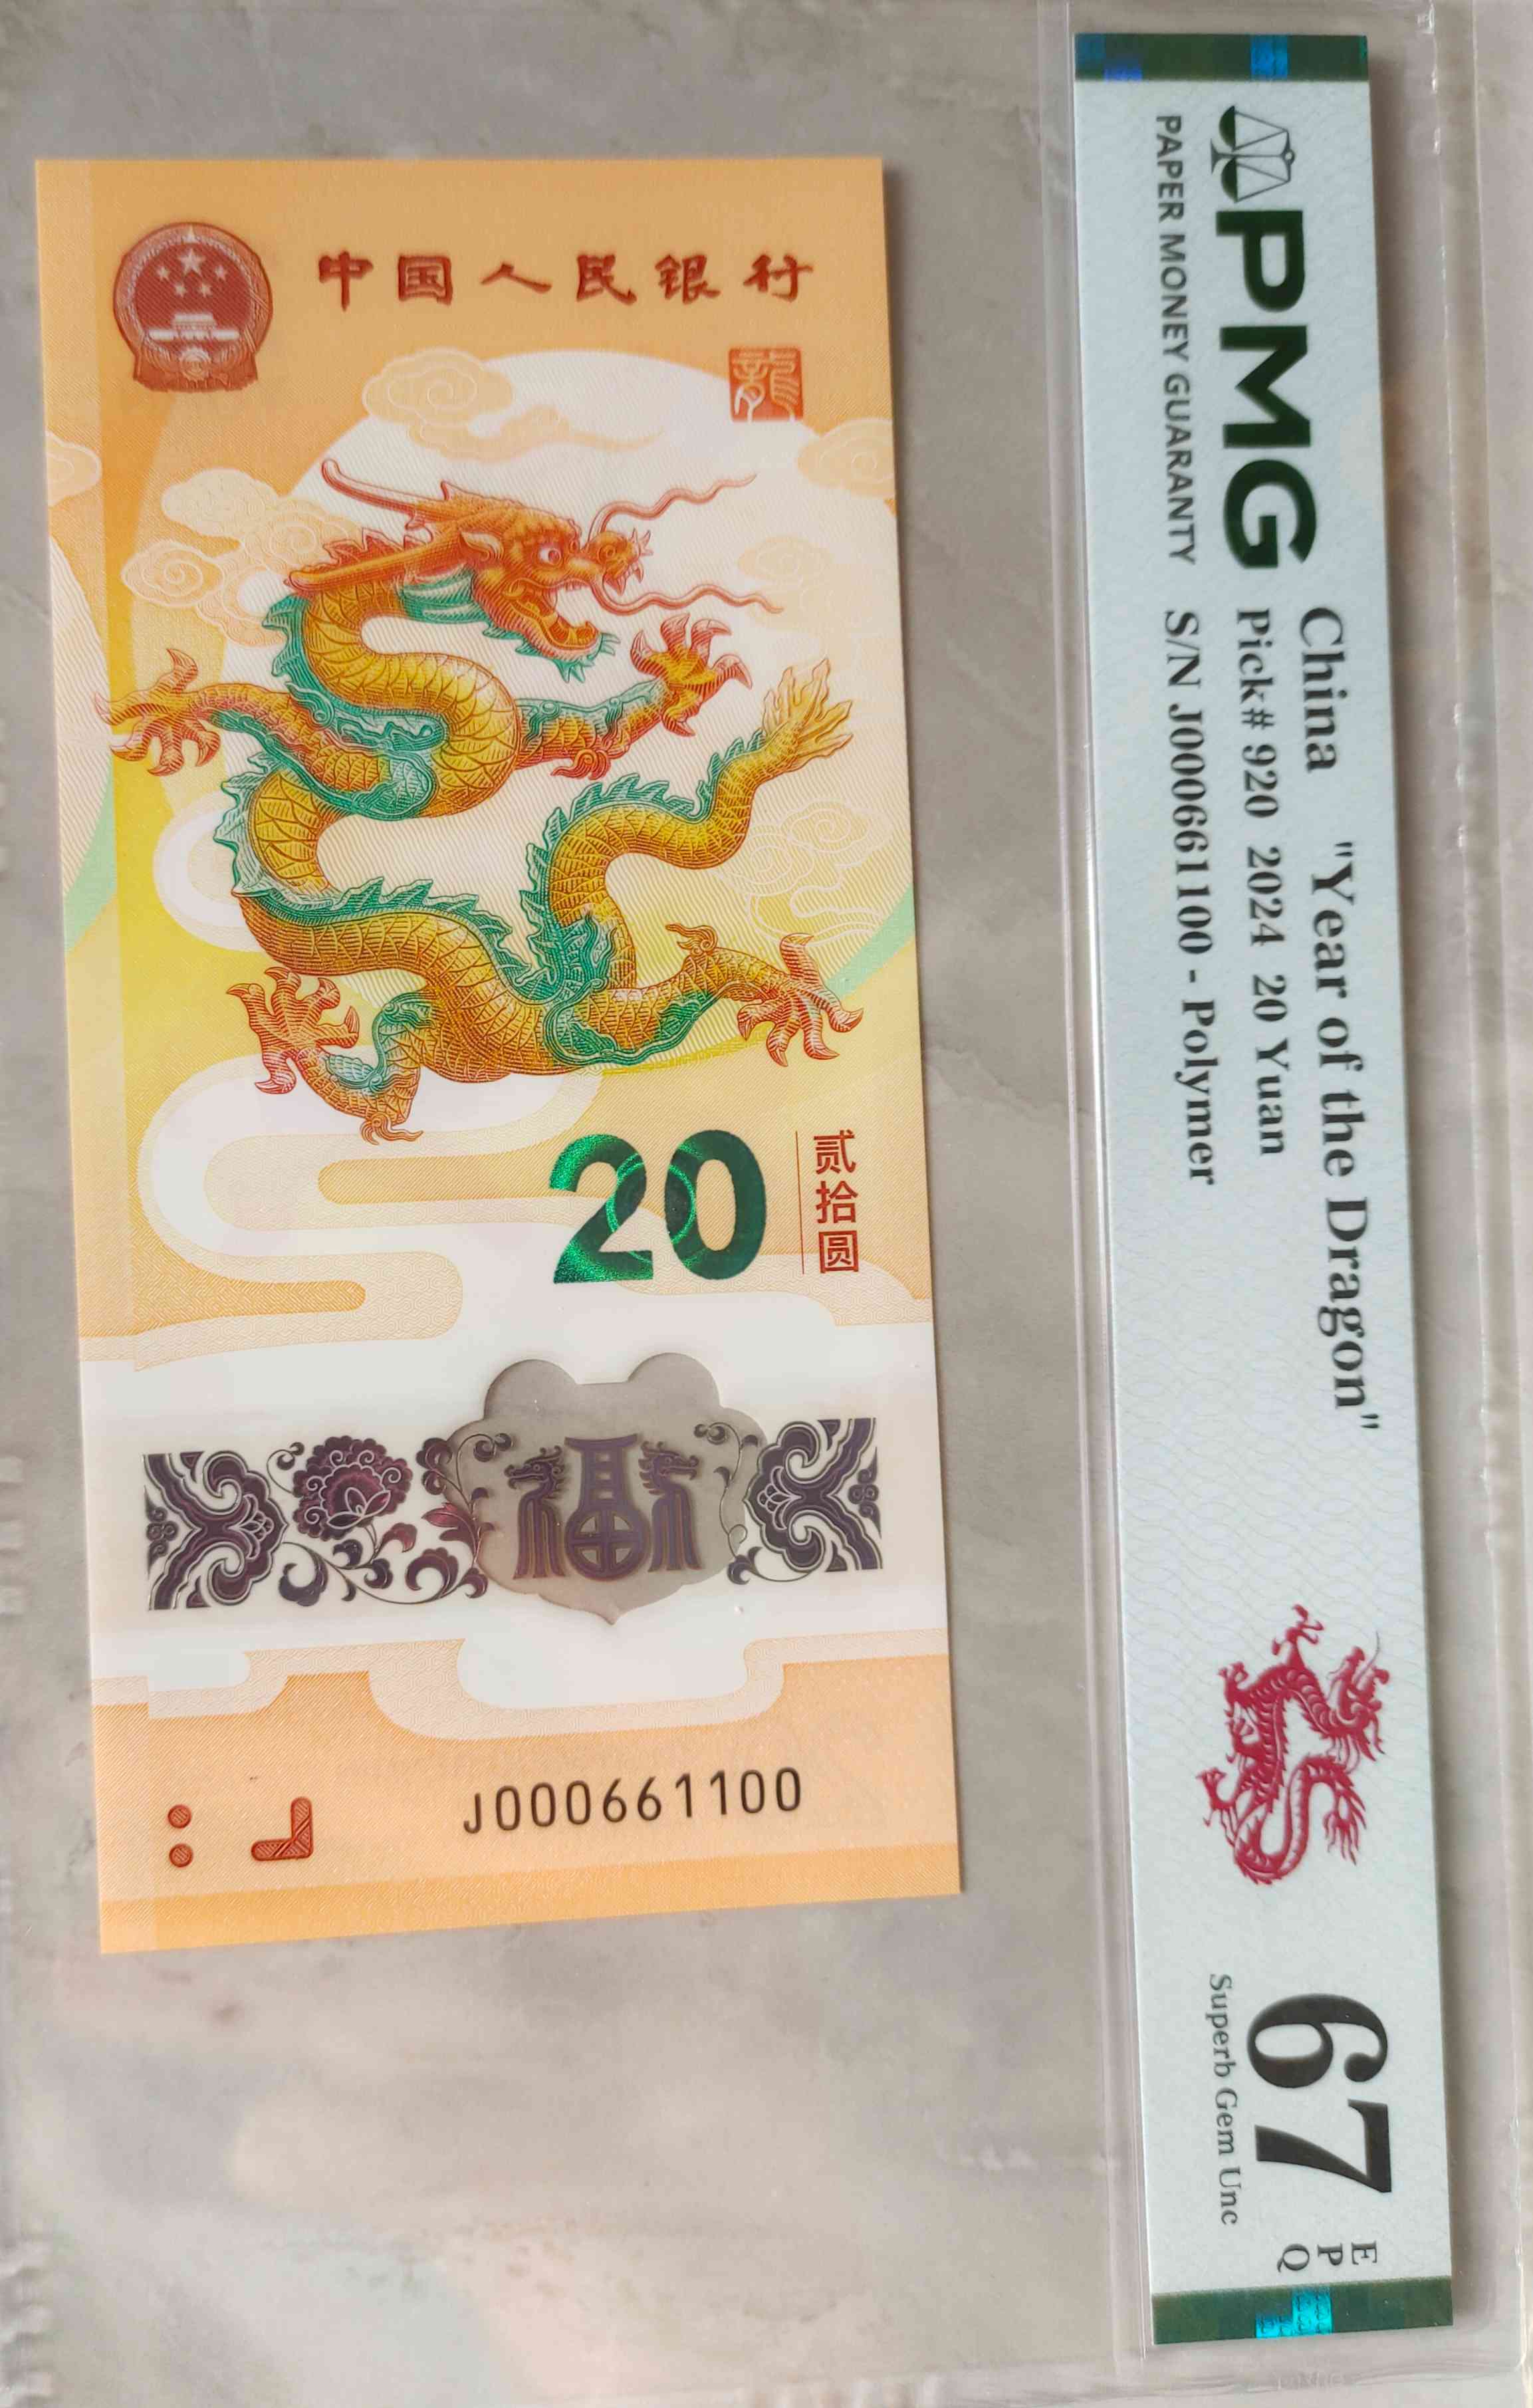 中国人民银行
20
贰拾圆
福
J000661100
PMG
PAPER MONEY GUARANTY
China "Year of the Dragon"
Pick# 920 2024 20 Yuan
S/N J000661100 - Polymer
67
EPQ
Superb Gem Unc